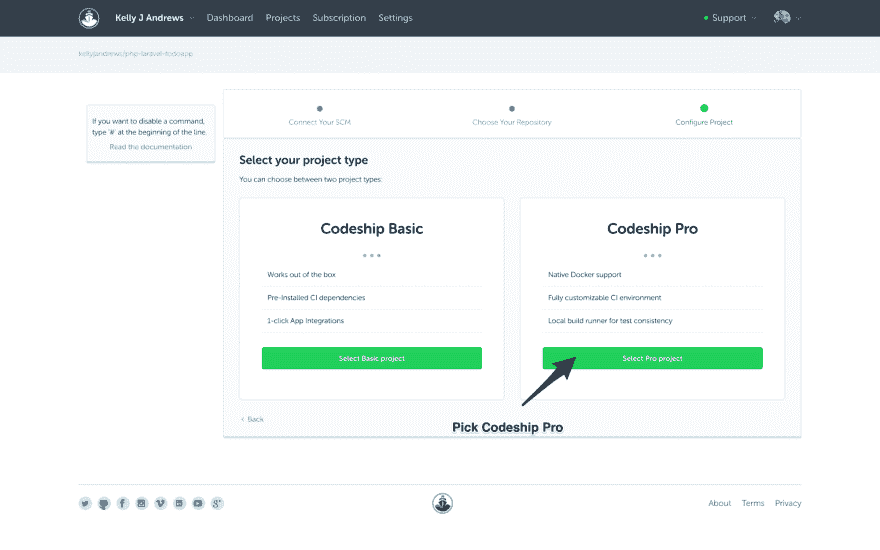 Kelly J Andrews Dashboard Projects Subscription Settings Support
kellyjandrews/php-laravel-todoapp
If you want to disable a command,
type '#' at the beginning of the line.
Read the documentation
Connect Your SCM Choose Your Repository Configure Project
Select your project type
You can choose between two project types:
Codeship Basic
Works out of the box
Pre-Installed CI dependencies
1-click App Integrations
Select Basic project
Codeship Pro
Native Docker support
Fully customizable CI environment
Local build runner for test consistency
Select Pro project
‹ Back
Pick Codeship Pro
About Terms Privacy